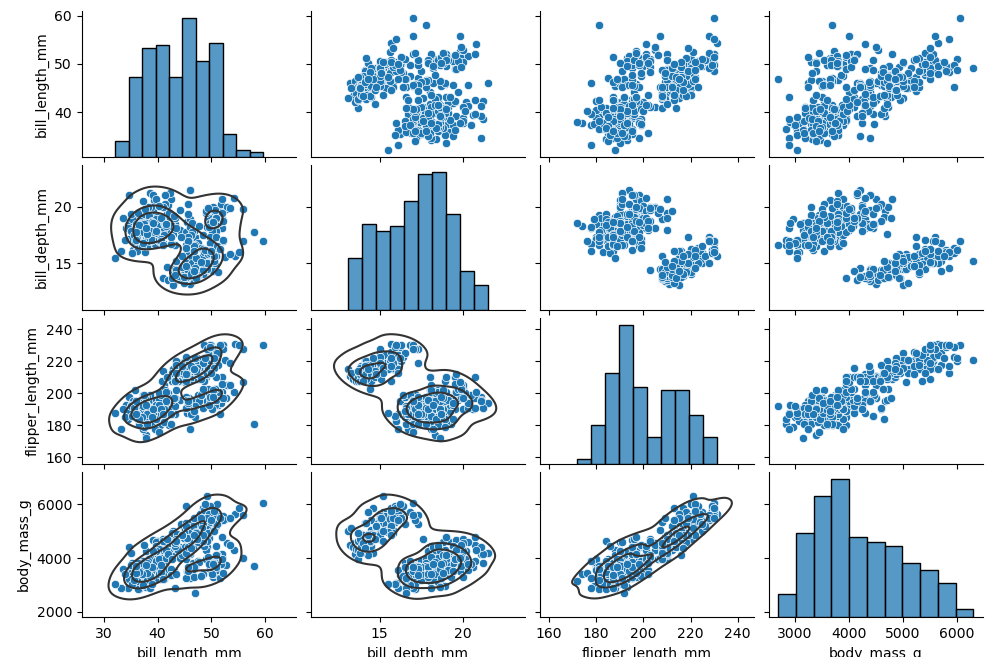 60
50
40
bill_length_mm
20
15
bill_depth_mm
240
220
200
180
160
flipper_length_mm
6000
4000
2000
body_mass_g
30 40 50 60
15 20
160 180 200 220 240
3000 4000 5000 6000
bill_length_mm
bill_depth_mm
flipper_length_mm
body_mass_g